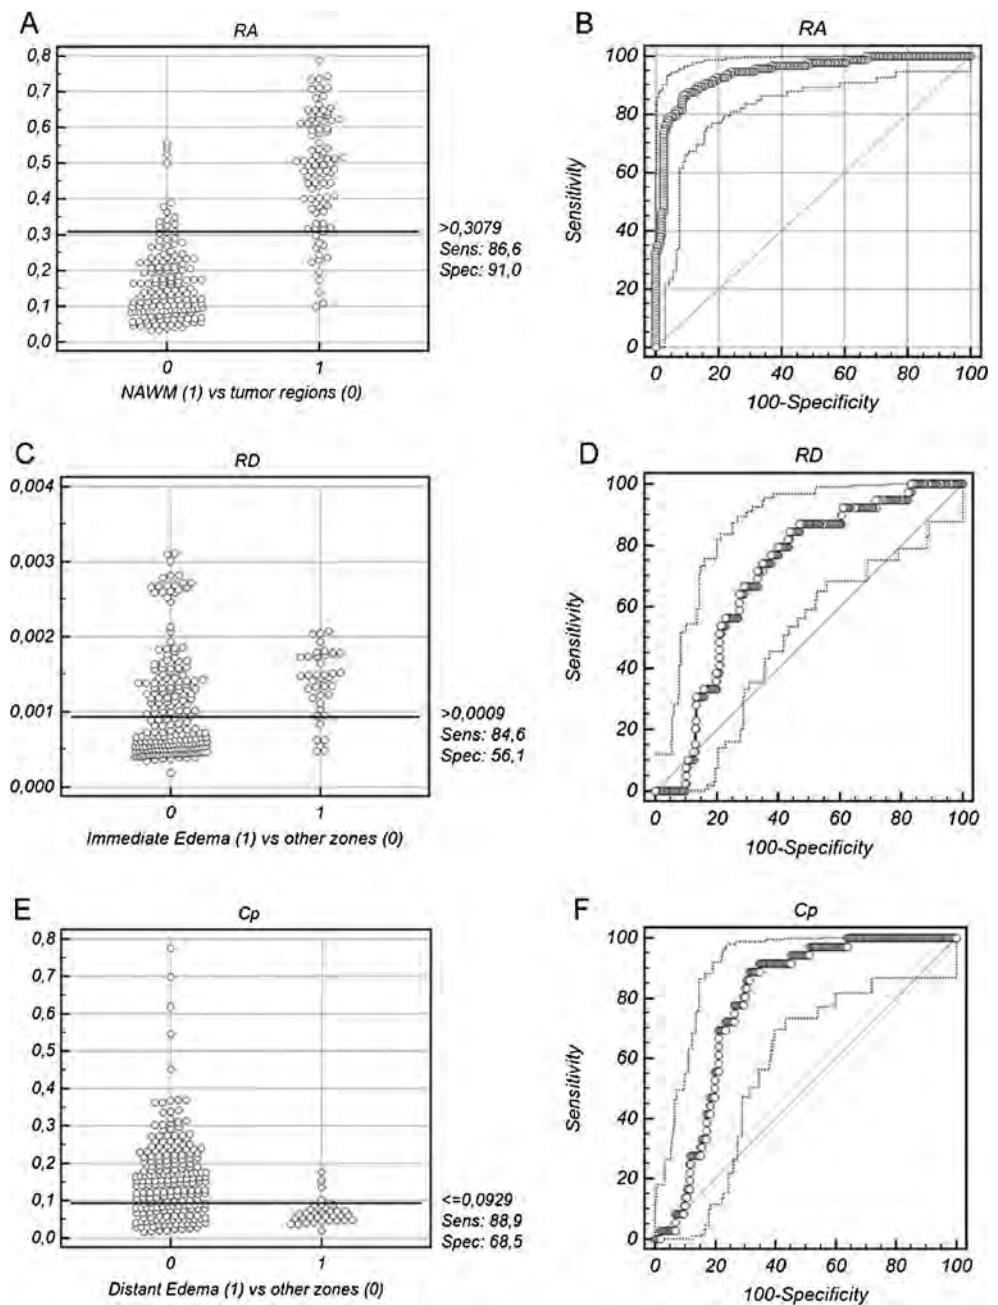 A
RA
0,8
0,7
0,6
0,5
0,4
0,3
0,2
0,1
0,0
0 1
NAWM (1) vs tumor regions (0)
>0,3079
Sens: 86,6
Spec: 91,0
B
RA
Sensitivity
100
80
60
40
20
0
0 20 40 60 80 100
100-Specificity
C
RD
0,004
0,003
0,002
0,001
0,000
0 1
Immediate Edema (1) vs other zones (0)
>0,0009
Sens: 84,6
Spec: 56,1
D
RD
Sensitivity
100
80
60
40
20
0
0 20 40 60 80 100
100-Specificity
E
Cp
0,8
0,7
0,6
0,5
0,4
0,3
0,2
0,1
0,0
0 1
Distant Edema (1) vs other zones (0)
<=0,0929
Sens: 88,9
Spec: 68,5
F
Cp
Sensitivity
100
80
60
40
20
0
0 20 40 60 80 100
100-Specificity